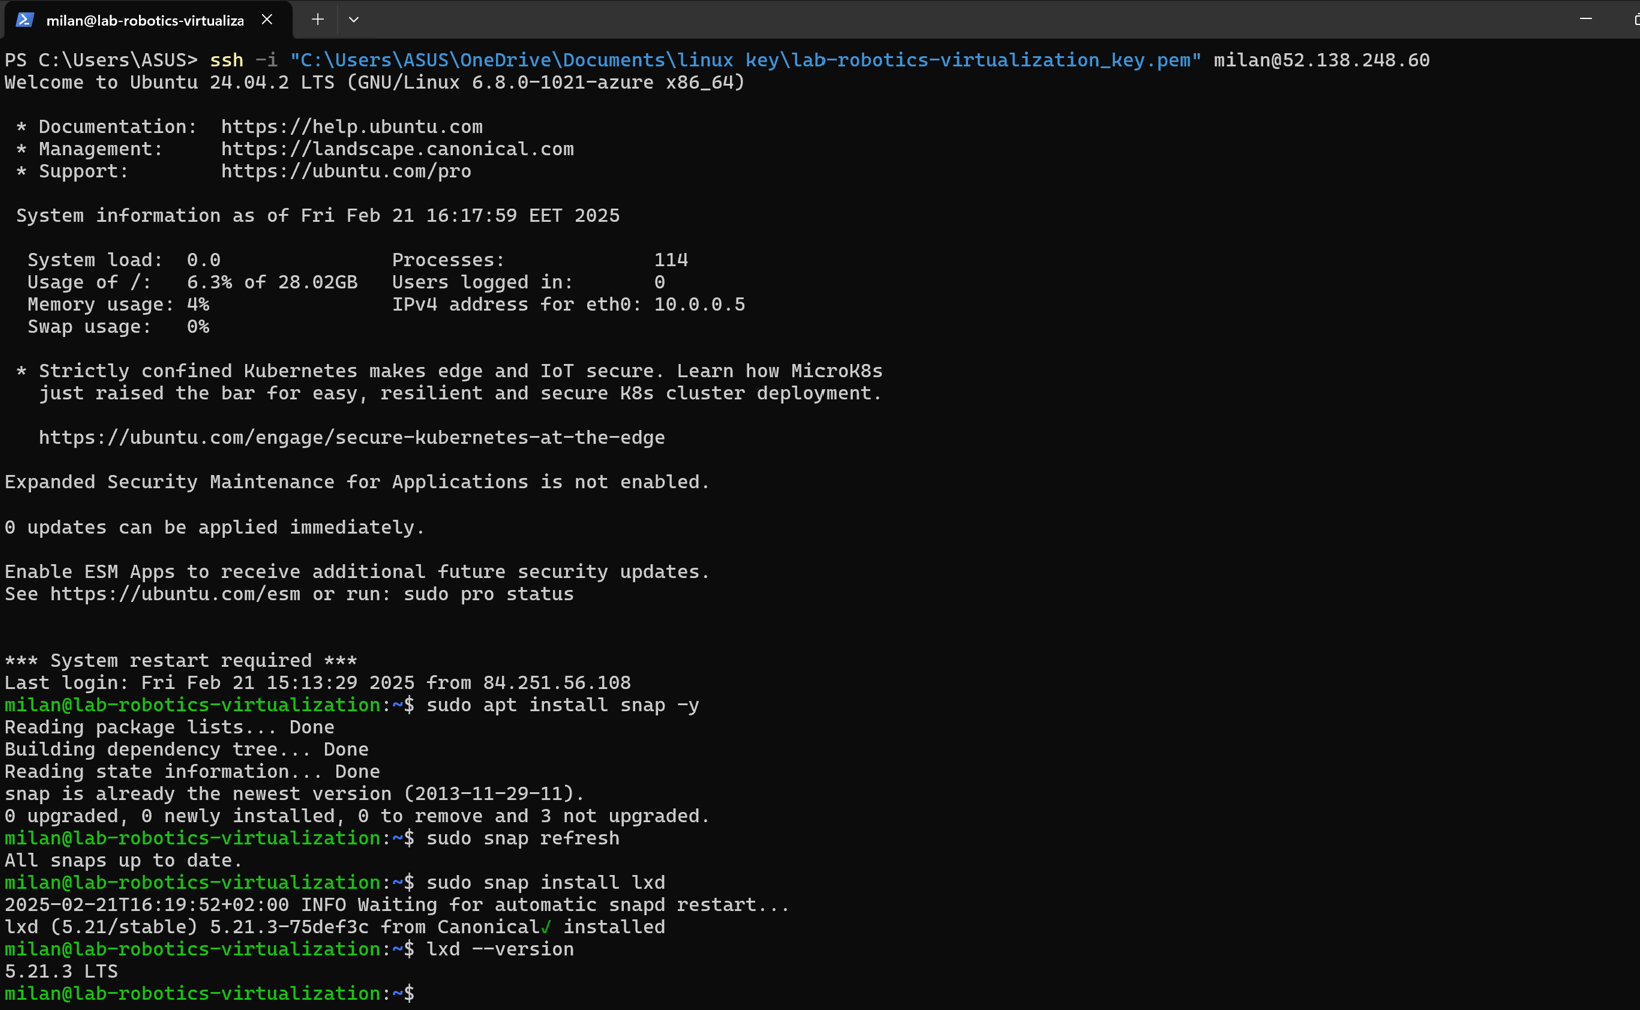 milan@lab-robotics-virtualiza
PS C:\Users\ASUS> ssh -i "C:\Users\ASUS\OneDrive\Documents\linux key\lab-robotics-virtualization_key.pem" milan@52.138.248.60
Welcome to Ubuntu 24.04.2 LTS (GNU/Linux 6.8.0-1021-azure x86_64)
* Documentation:  https://help.ubuntu.com
* Management:     https://landscape.canonical.com
* Support:        https://ubuntu.com/pro
System information as of Fri Feb 21 16:17:59 EET 2025
System load:  0.0               Processes:             114
Usage of /:   6.3% of 28.02GB   Users logged in:       0
Memory usage: 4%                IPv4 address for eth0: 10.0.0.5
Swap usage:   0%
* Strictly confined Kubernetes makes edge and IoT secure. Learn how MicroK8s
just raised the bar for easy, resilient and secure K8s cluster deployment.
https://ubuntu.com/engage/secure-kubernetes-at-the-edge
Expanded Security Maintenance for Applications is not enabled.
0 updates can be applied immediately.
Enable ESM Apps to receive additional future security updates.
See https://ubuntu.com/esm or run: sudo pro status
*** System restart required ***
Last login: Fri Feb 21 15:13:29 2025 from 84.251.56.108
milan@lab-robotics-virtualization:~$ sudo apt install snap -y
Reading package lists... Done
Building dependency tree... Done
Reading state information... Done
snap is already the newest version (2013-11-29-11).
0 upgraded, 0 newly installed, 0 to remove and 3 not upgraded.
milan@lab-robotics-virtualization:~$ sudo snap refresh
All snaps up to date.
milan@lab-robotics-virtualization:~$ sudo snap install lxd
2025-02-21T16:19:52+02:00 INFO Waiting for automatic snapd restart...
lxd (5.21/stable) 5.21.3-75def3c from Canonical✓ installed
milan@lab-robotics-virtualization:~$ lxd --version
5.21.3 LTS
milan@lab-robotics-virtualization:~$